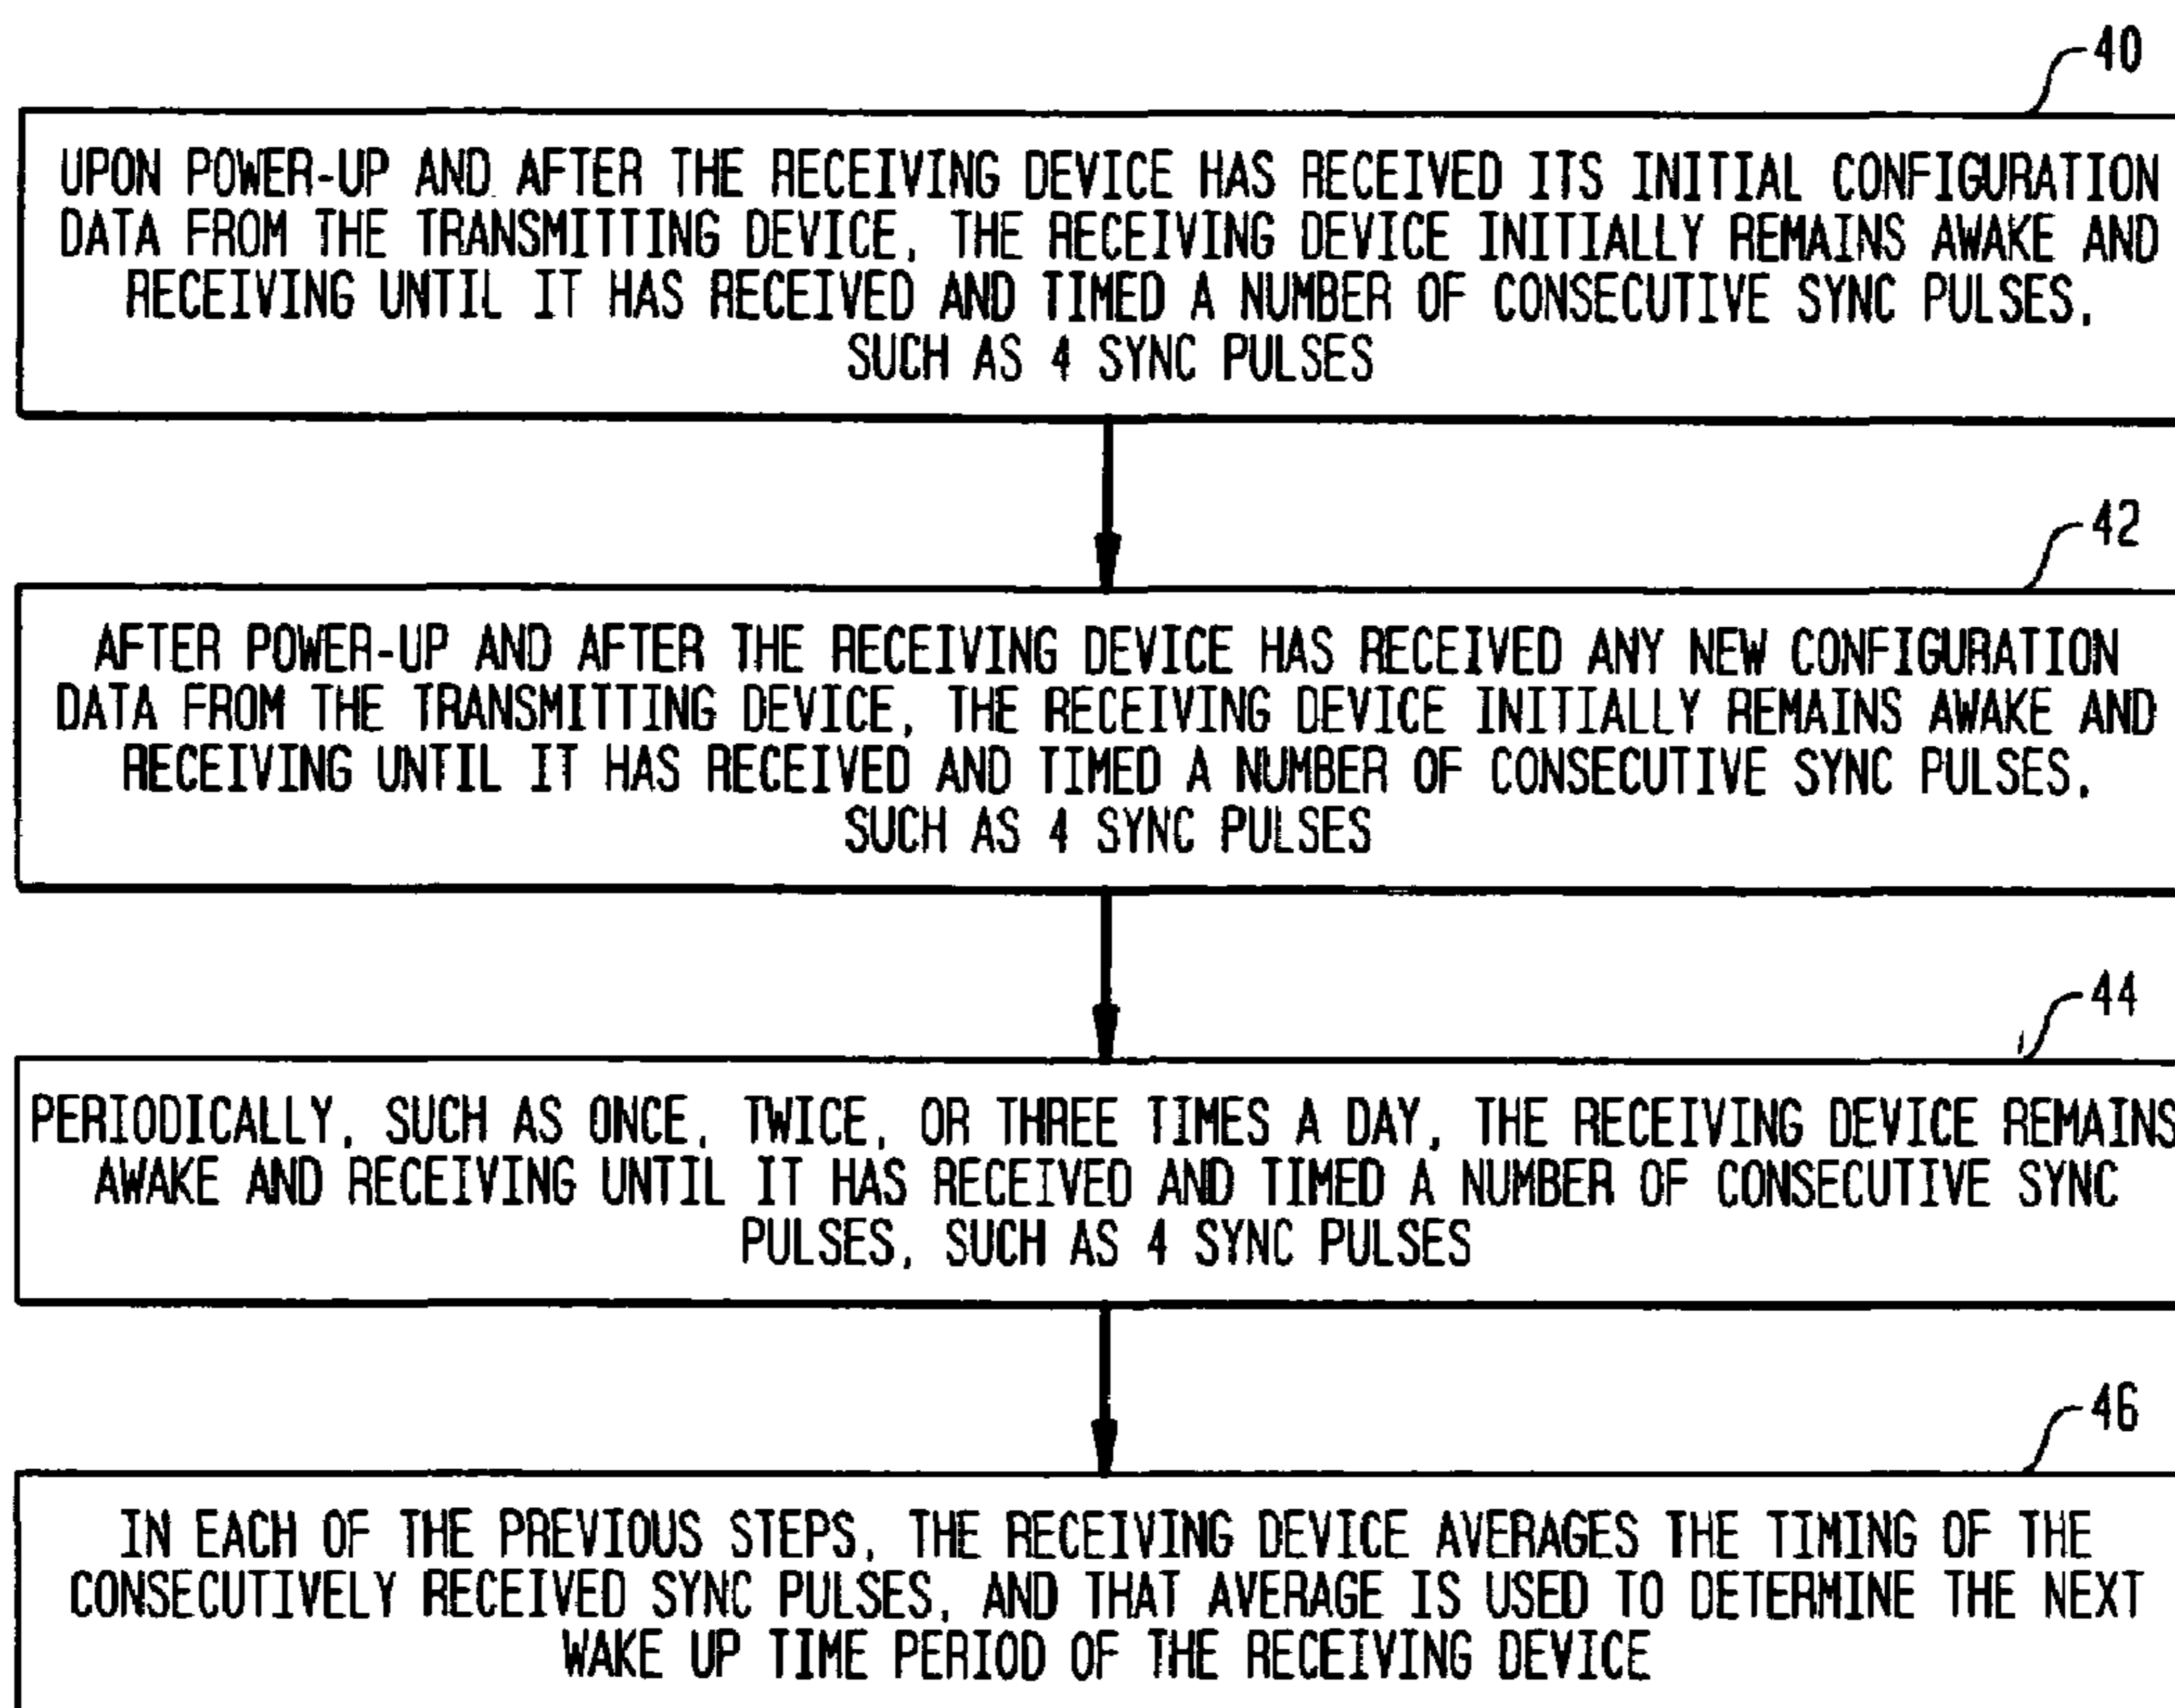 40
UPON POWER-UP AND AFTER THE RECEIVING DEVICE HAS RECEIVED ITS INITIAL CONFIGURATION
DATA FROM THE TRANSMITTING DEVICE, THE RECEIVING DEVICE INITIALLY REMAINS AWAKE AND
RECEIVING UNTIL IT HAS RECEIVED AND TIMED A NUMBER OF CONSECUTIVE SYNC PULSES,
SUCH AS 4 SYNC PULSES
42
AFTER POWER-UP AND AFTER THE RECEIVING DEVICE HAS RECEIVED ANY NEW CONFIGURATION
DATA FROM THE TRANSMITTING DEVICE, THE RECEIVING DEVICE INITIALLY REMAINS AWAKE AND
RECEIVING UNTIL IT HAS RECEIVED AND TIMED A NUMBER OF CONSECUTIVE SYNC PULSES,
SUCH AS 4 SYNC PULSES
44
PERIODICALLY, SUCH AS ONCE, TWICE, OR THREE TIMES A DAY, THE RECEIVING DEVICE REMAINS
AWAKE AND RECEIVING UNTIL IT HAS RECEIVED AND TIMED A NUMBER OF CONSECUTIVE SYNC
PULSES, SUCH AS 4 SYNC PULSES
46
IN EACH OF THE PREVIOUS STEPS, THE RECEIVING DEVICE AVERAGES THE TIMING OF THE
CONSECUTIVELY RECEIVED SYNC PULSES, AND THAT AVERAGE IS USED TO DETERMINE THE NEXT
WAKE UP TIME PERIOD OF THE RECEIVING DEVICE